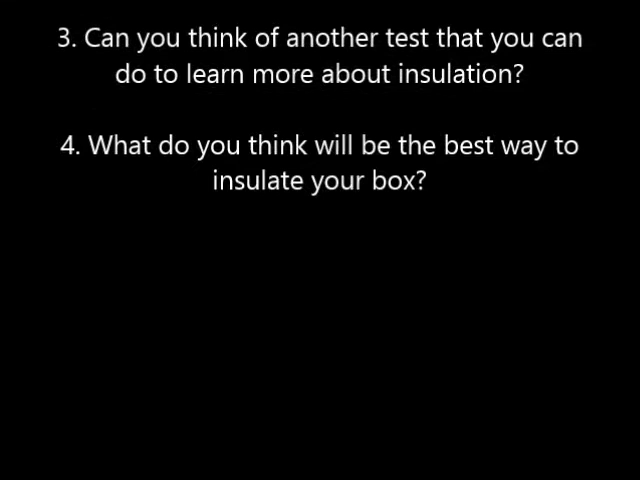 3. Can you think of another test that you can
do to learn more about insulation?
4. What do you think will be the best way to
insulate your box?